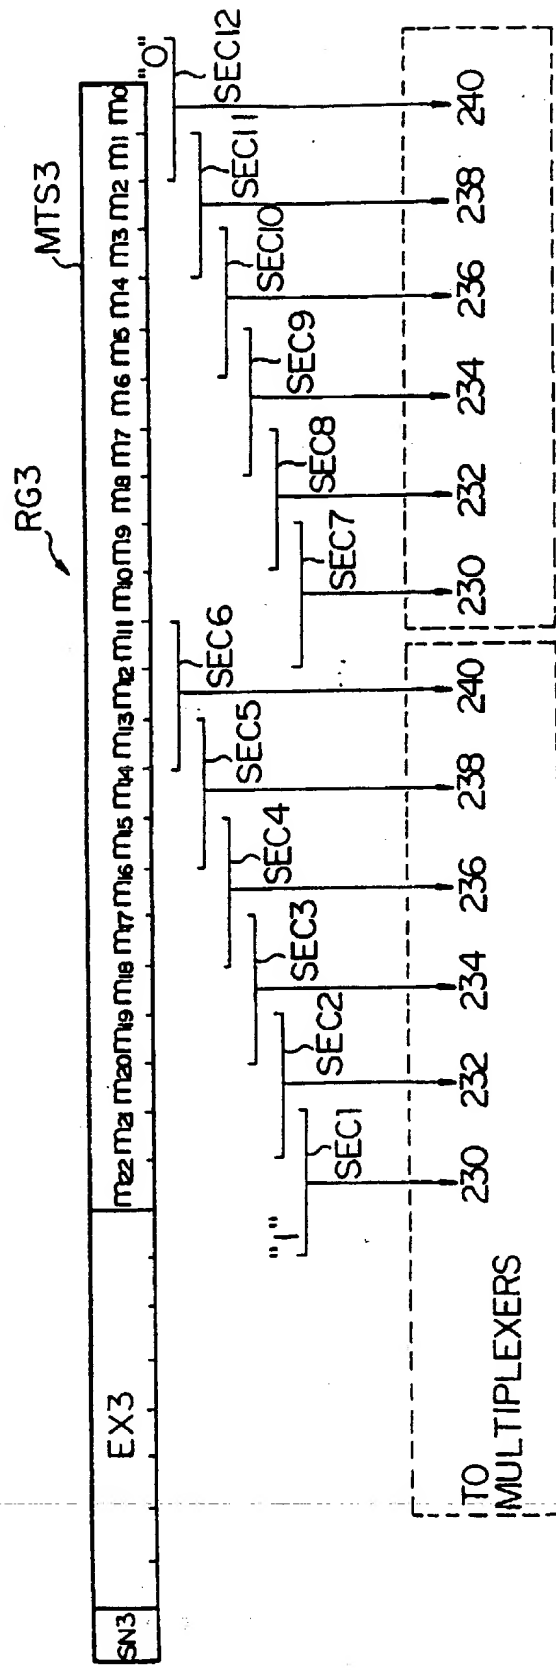 RG3
MTS3
SN3 EX3 m22 m21 m20 m19 m18 m17 m16 m15 m14 m13 m12 m11 m10 m9 m8 m7 m6 m5 m4 m3 m2 m1 m0
"1" "0"
SEC1 SEC2 SEC3 SEC4 SEC5 SEC6 SEC7 SEC8 SEC9 SEC10 SEC11 SEC12
TO
MULTIPLEXERS
230 232 234 236 238 240 230 232 234 236 238 240